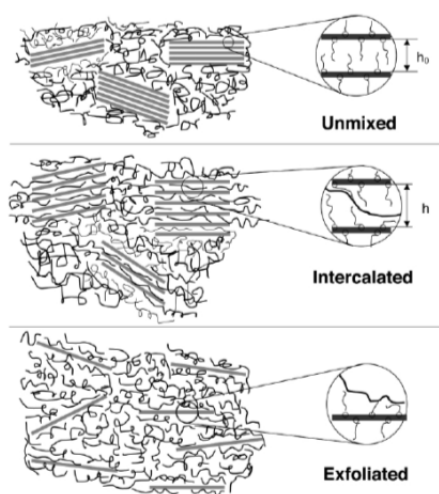 h₀
Unmixed
h
Intercalated
Exfoliated